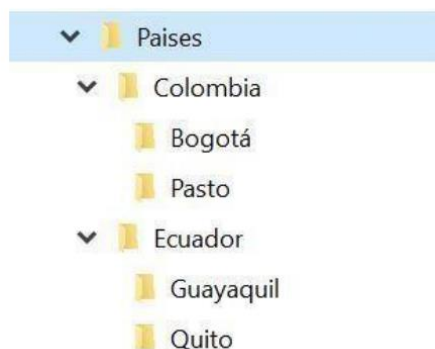 Paises
Colombia
Bogotá
Pasto
Ecuador
Guayaquil
Quito